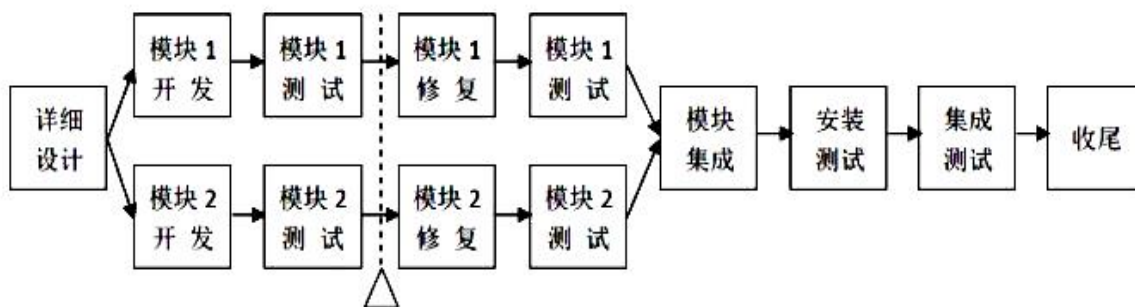 详细
设计
模块 1
开 发
模块 1
测 试
模块 1
修 复
模块 1
测 试
模块 2
开 发
模块 2
测 试
模块 2
修 复
模块 2
测 试
模块
集成
安装
测试
集成
测试
收尾